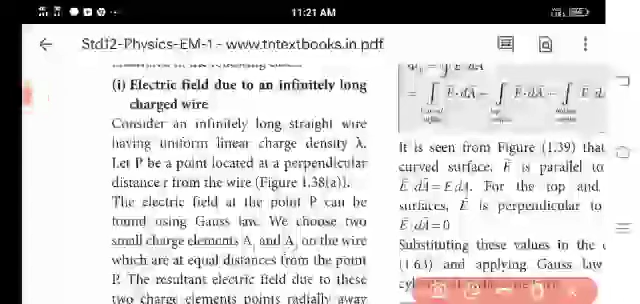 11:21 AM
Std12-Physics-EM-1 - www.tntextbooks.in.pdf
(i) Electric field due to an infinitely long
charged wire
Consider an infinitely long straight wire
having uniform linear charge density λ.
Let P be a point located at a perpendicular
distance r from the wire (Figure 1.38(a)).
The electric field at the point P can be
found using Gauss law. We choose two
small charge elements A₁ and A₂ on the wire
which are at equal distances from the point
P. The resultant electric field due to these
two charge elements points radially away
It is seen from Figure (1.39) that
curved surface, E⃗ is parallel to
E⃗.dA⃗ = E dA. For the top and
surfaces, E⃗ is perpendicular to
E⃗.dA⃗ = 0
Substituting these values in the
(1.63) and applying Gauss law